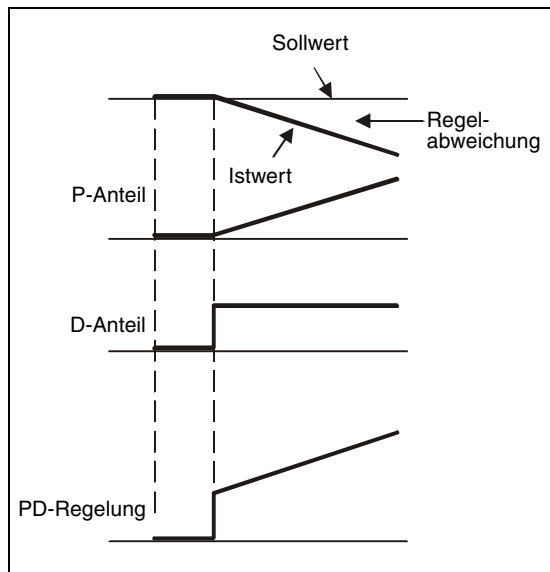 Sollwert
Regel-
abweichung
Istwert
P-Anteil
D-Anteil
PD-Regelung